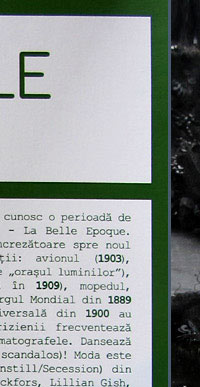 LE
cunosc o perioadă de
- La Belle Epoque.
ncrezătoare spre noul
ții: avionul (1903),
e „orașul luminilor”),
în 1909), mopedul,
rgul Mondial din 1889
iversală din 1900 au
rizienii frecventează
matografele. Dansează
scandalos)! Moda este
nstill/Secession) din
ckfors, Lillian Gish,